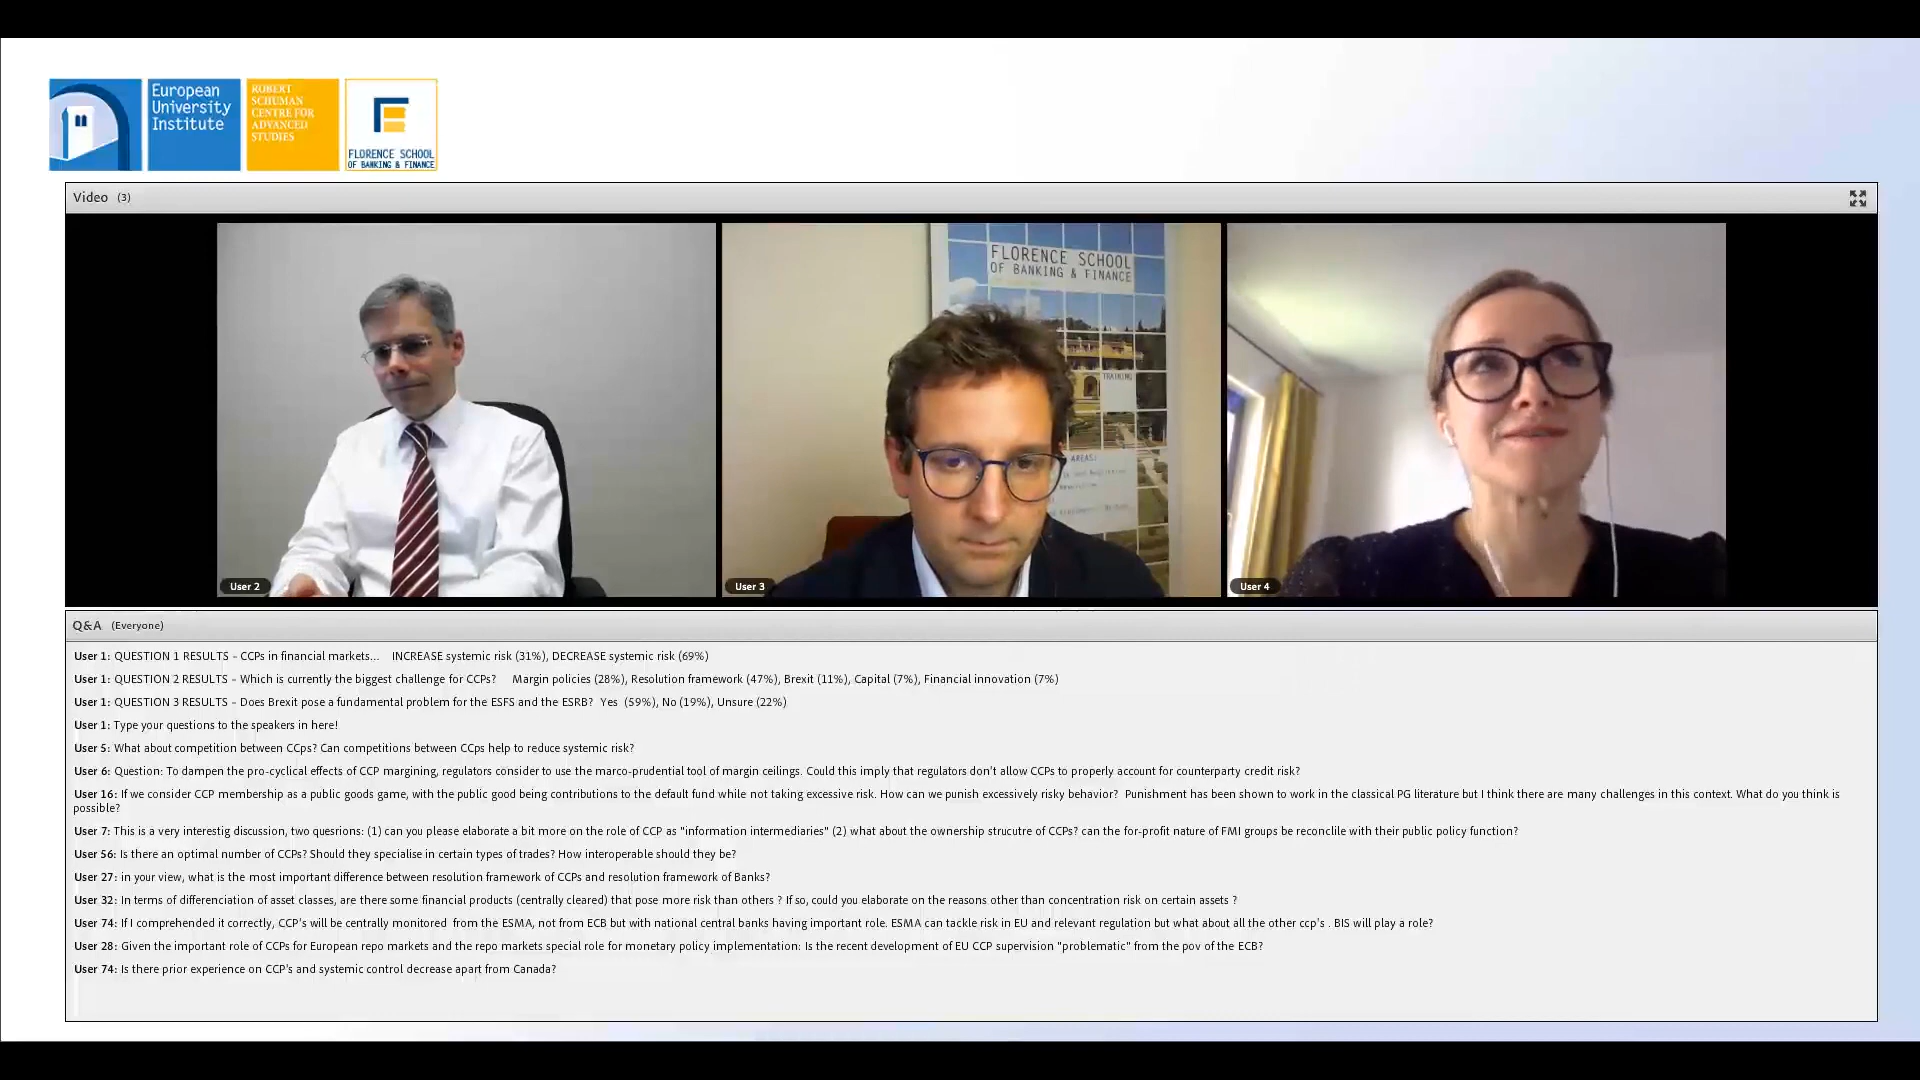 European
University
Institute
ROBERT
SCHUMAN
CENTRE FOR
ADVANCED
STUDIES
FLORENCE SCHOOL
OF BANKING & FINANCE
Video (3)
FLORENCE SCHOOL
OF BANKING & FINANCE
TRAINING
AREAS:
User 2
User 3
User 4
Q&A (Everyone)
User 1: QUESTION 1 RESULTS - CCPs in financial markets... INCREASE systemic risk (31%), DECREASE systemic risk (69%)
User 1: QUESTION 2 RESULTS - Which is currently the biggest challenge for CCPs? Margin policies (28%), Resolution framework (47%), Brexit (11%), Capital (7%), Financial innovation (7%)
User 1: QUESTION 3 RESULTS - Does Brexit pose a fundamental problem for the ESFS and the ESRB? Yes (59%), No (19%), Unsure (22%)
User 1: Type your questions to the speakers in here!
User 5: What about competition between CCps? Can competitions between CCps help to reduce systemic risk?
User 6: Question: To dampen the pro-cyclical effects of CCP margining, regulators consider to use the marco-prudential tool of margin ceilings. Could this imply that regulators don't allow CCPs to properly account for counterparty credit risk?
User 16: If we consider CCP membership as a public goods game, with the public good being contributions to the default fund while not taking excessive risk. How can we punish excessively risky behavior? Punishment has been shown to work in the classical PG literature but I think there are many challenges in this context. What do you think is
possible?
User 7: This is a very interestig discussion, two quesrions: (1) can you please elaborate a bit more on the role of CCP as "information intermediaries" (2) what about the ownership strucutre of CCPs? can the for-profit nature of FMI groups be reconclile with their public policy function?
User 56: Is there an optimal number of CCPs? Should they specialise in certain types of trades? How interoperable should they be?
User 27: in your view, what is the most important difference between resolution framework of CCPs and resolution framework of Banks?
User 32: In terms of differenciation of asset classes, are there some financial products (centrally cleared) that pose more risk than others ? If so, could you elaborate on the reasons other than concentration risk on certain assets ?
User 74: If I comprehended it correctly, CCP's will be centrally monitored from the ESMA, not from ECB but with national central banks having important role. ESMA can tackle risk in EU and relevant regulation but what about all the other ccp's . BIS will play a role?
User 28: Given the important role of CCPs for European repo markets and the repo markets special role for monetary policy implementation: Is the recent development of EU CCP supervision "problematic" from the pov of the ECB?
User 74: Is there prior experience on CCP's and systemic control decrease apart from Canada?